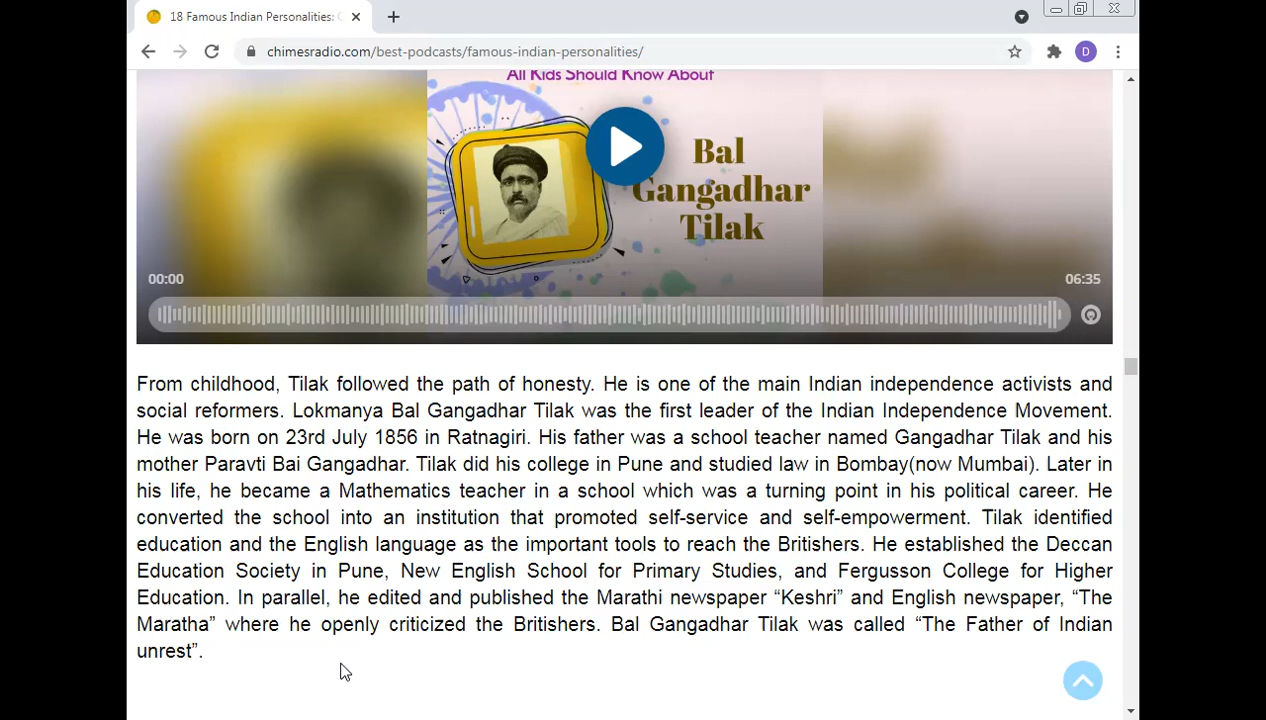 18 Famous Indian Personalities:
D
chimesradio.com/best-podcasts/famous-indian-personalities/
All Kids Should Know About
Bal
Gangadhar
Tilak
00:00
06:35
From childhood, Tilak followed the path of honesty. He is one of the main Indian independence activists and
social reformers. Lokmanya Bal Gangadhar Tilak was the first leader of the Indian Independence Movement.
He was born on 23rd July 1856 in Ratnagiri. His father was a school teacher named Gangadhar Tilak and his
mother Paravti Bai Gangadhar. Tilak did his college in Pune and studied law in Bombay(now Mumbai). Later in
his life, he became a Mathematics teacher in a school which was a turning point in his political career. He
converted the school into an institution that promoted self-service and self-empowerment. Tilak identified
education and the English language as the important tools to reach the Britishers. He established the Deccan
Education Society in Pune, New English School for Primary Studies, and Fergusson College for Higher
Education. In parallel, he edited and published the Marathi newspaper “Keshri” and English newspaper, “The
Maratha” where he openly criticized the Britishers. Bal Gangadhar Tilak was called “The Father of Indian
unrest”.